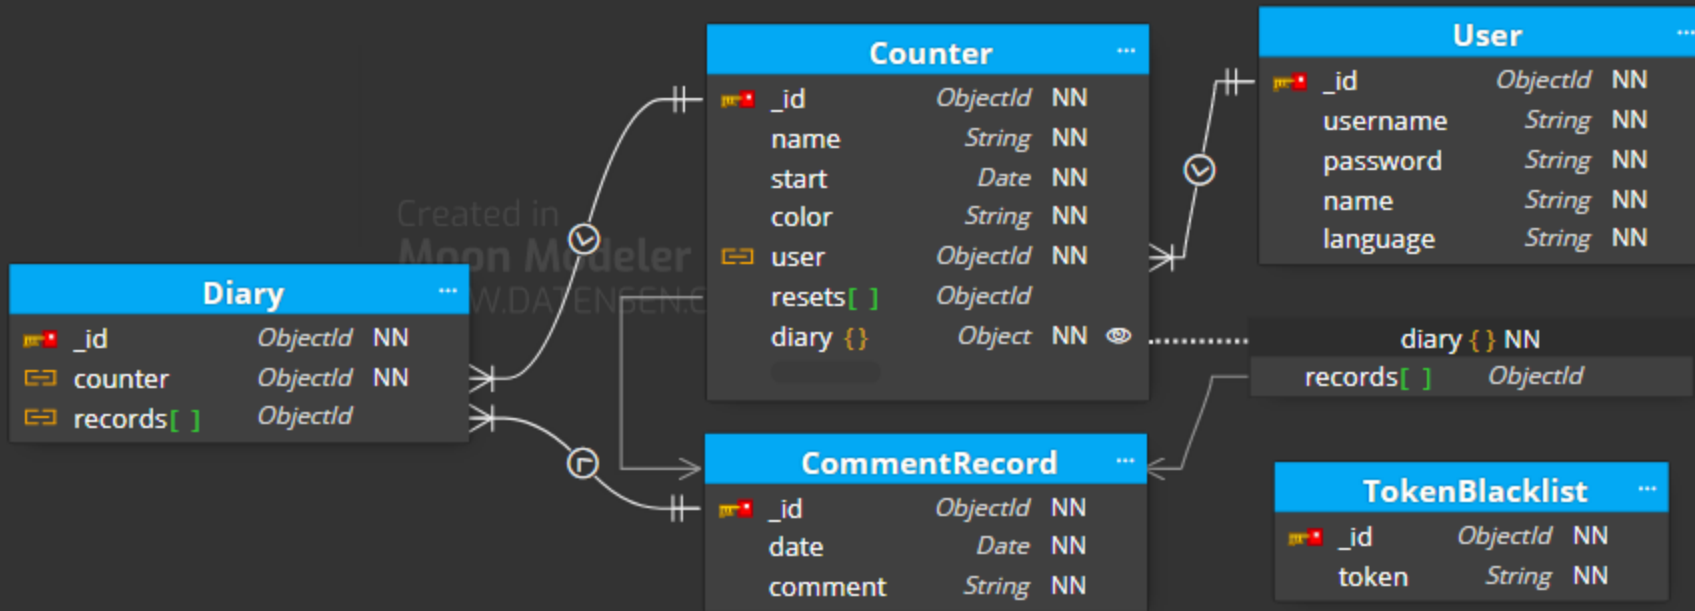 Counter ...
_id ObjectId NN
name String NN
start Date NN
color String NN
user ObjectId NN
resets[ ] ObjectId
diary {} Object NN
User ...
_id ObjectId NN
username String NN
password String NN
name String NN
language String NN
Created in
Moon Modeler
W.DATENSEN.C
Diary ...
_id ObjectId NN
counter ObjectId NN
records[ ] ObjectId
diary {} NN
records[ ] ObjectId
CommentRecord ...
_id ObjectId NN
date Date NN
comment String NN
TokenBlacklist ...
_id ObjectId NN
token String NN